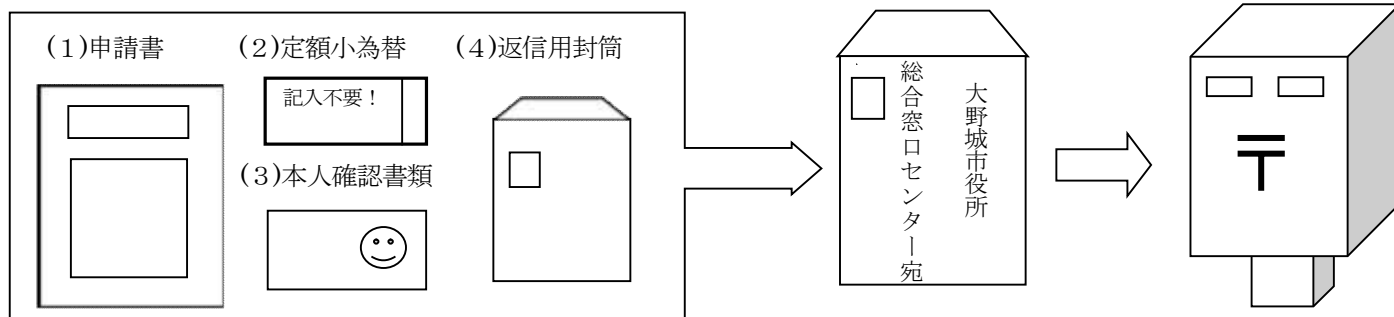 (1)申請書
(2)定額小為替
(4)返信用封筒
記入不要！
(3)本人確認書類
大野城市役所
総合窓口センター宛
〒